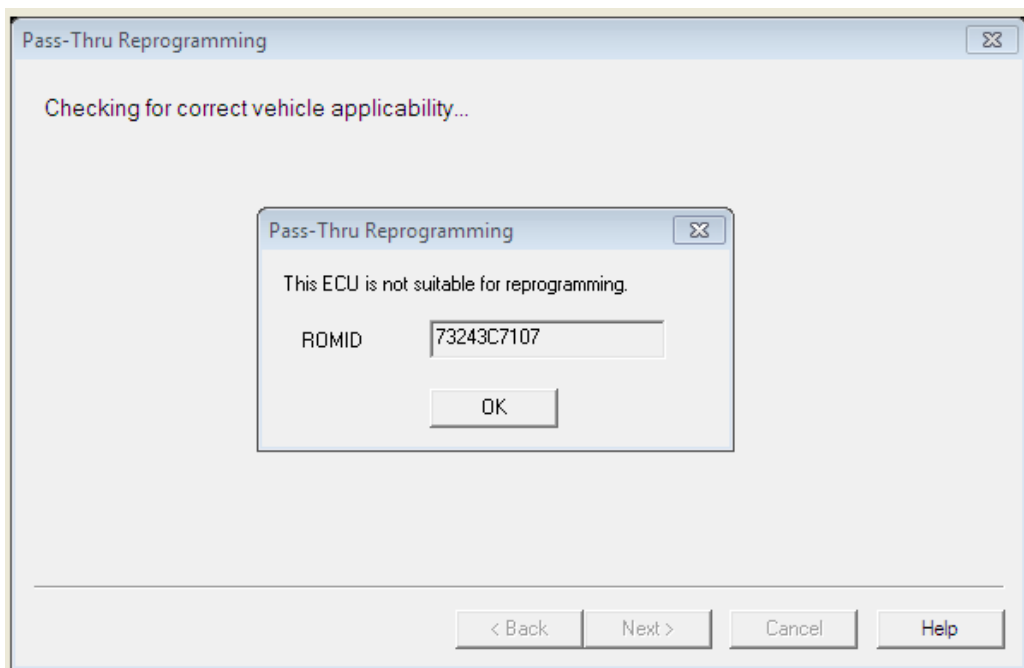 Pass-Thru Reprogramming
Checking for correct vehicle applicability...
Pass-Thru Reprogramming
This ECU is not suitable for reprogramming.
ROMID 73243C7107
OK
< Back Next > Cancel Help